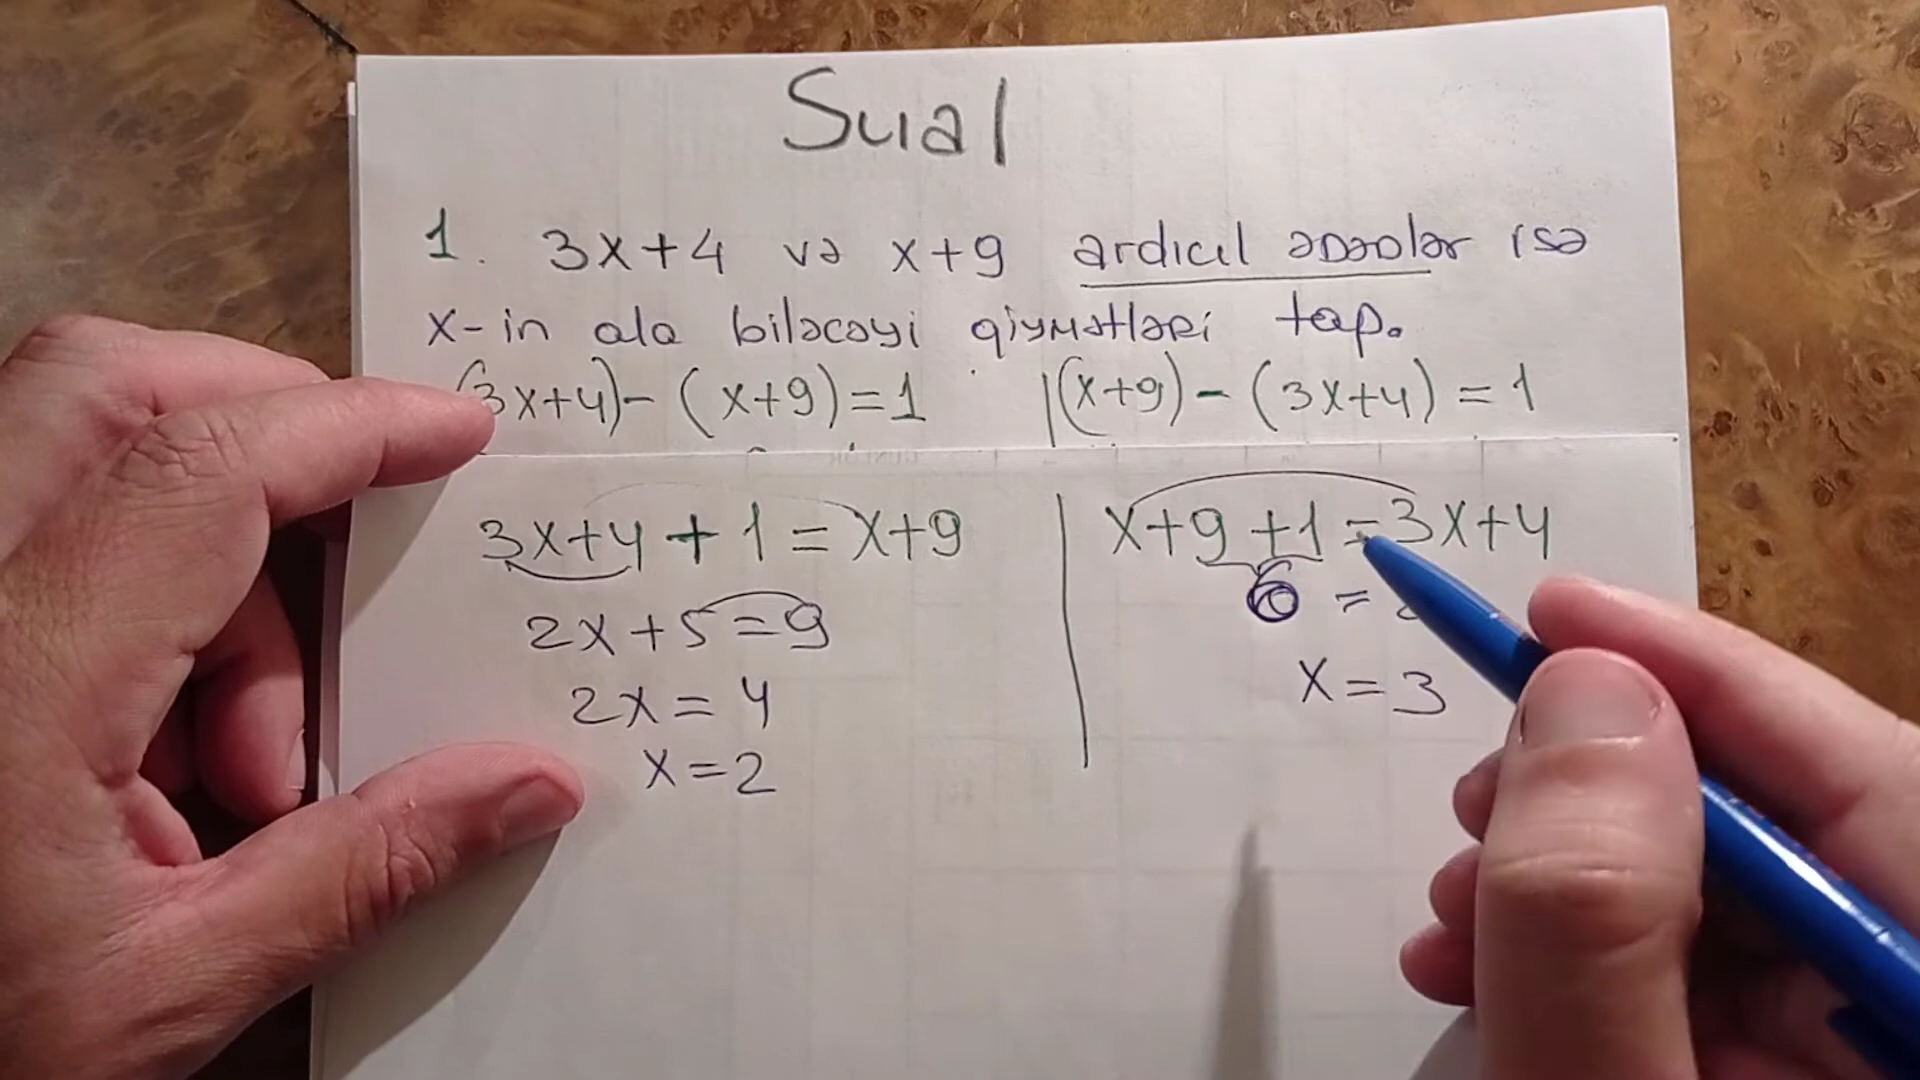 Sual
1. 3x+4 və x+9 ardıcıl ədədlər isə
x-in ala biləcəyi qiymətləri tap.
(3x+4)-(x+9)=1 | (x+9)-(3x+4)=1
3x+4+1=x+9
2x+5=9
2x=4
x=2
x+9+1=3x+4
6 =
x=3